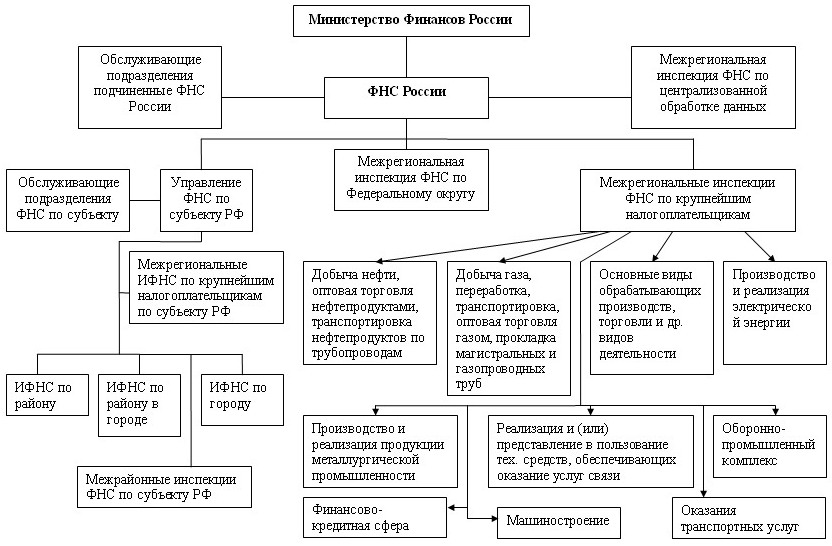 Министерство Финансов России
Обслуживающие
подразделения
подчиненные ФНС
России
ФНС России
Межрегиональная
инспекция ФНС по
централизованной
обработке данных
Обслуживающие
подразделения
ФНС по субъекту
Управление
ФНС по
субъекту РФ
Межрегиональная
инспекция ФНС по
Федеральному округу
Межрегиональные инспекции
ФНС по крупнейшим
налогоплательщикам
Межрегиональные
ИФНС по крупнейшим
налогоплательщикам
по субъекту РФ
Добыча нефти,
оптовая торговля
нефтепродуктами,
транспортировка
нефтепродуктов по
трубопроводам
Добыча газа,
переработка,
транспортировка,
оптовая торговля
газом, прокладка
магистральных и
газопроводных
труб
Основные виды
обрабатывающих
производств,
торговли и др.
видов
деятельности
Производство
и реализация
электрическо
й энергии
ИФНС по
району
ИФНС по
району в
городе
ИФНС по
городу
Межрайонные инспекции
ФНС по субъекту РФ
Производство и
реализация продукции
металлургической
промышленности
Реализация и (или)
представление в пользование
тех. средств, обеспечивающих
оказание услуг связи
Оборонно-
промышленный
комплекс
Финансово-
кредитная сфера
Машиностроение
Оказания
транспортных услуг